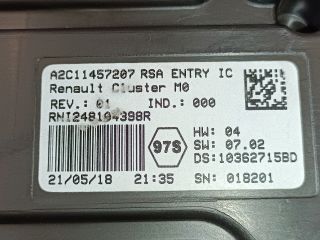 A2C11457207 RSA ENTRY IC
Renault Cluster M0
REV.: 01 IND.: 000
RNI248194398R
97S
HW: 04
SW: 07.02
DS:10362715BD
21/05/18 21:35 SN: 018201